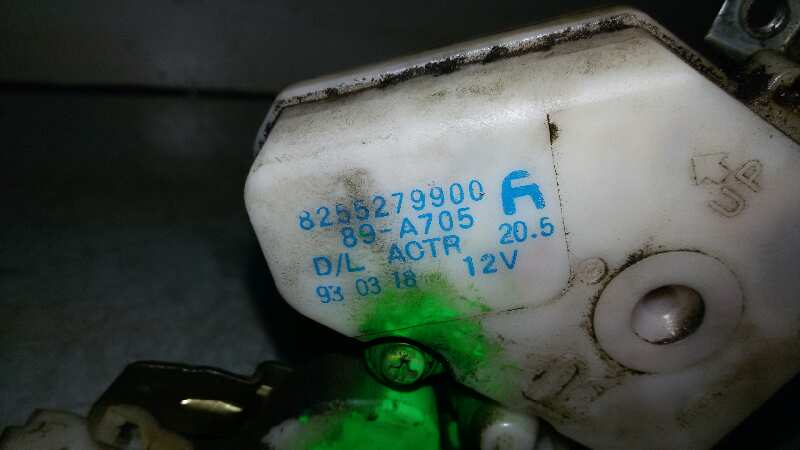 8255279900
89-A705 20.5
D/L ACTR 12V
93 03 18
UP